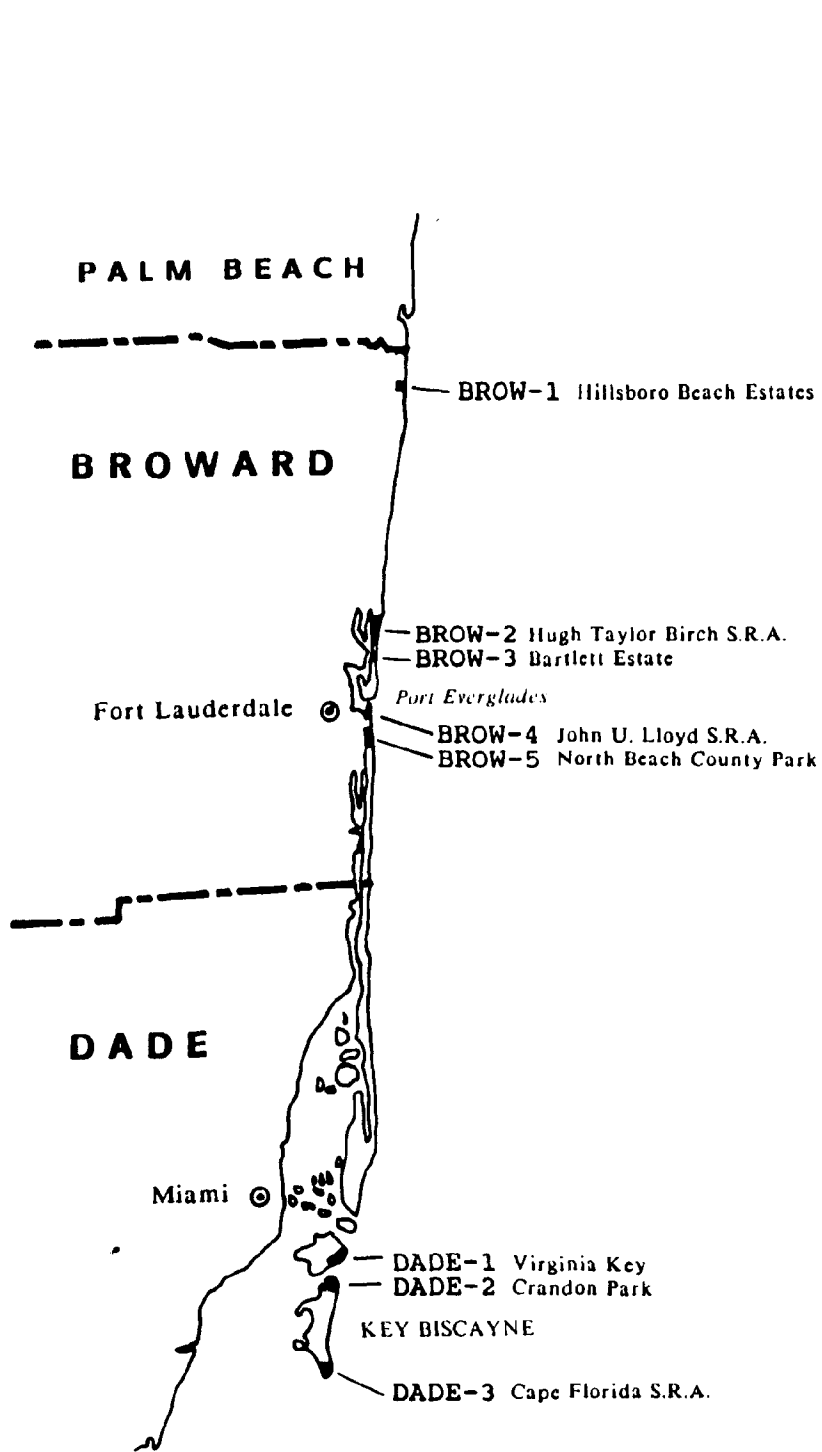 PALM BEACH
BROW-1 Hillsboro Beach Estates
BROWARD
BROW-2 Hugh Taylor Birch S.R.A.
BROW-3 Bartlett Estate
Port Everglades
Fort Lauderdale
BROW-4 John U. Lloyd S.R.A.
BROW-5 North Beach County Park
DADE
Miami
DADE-1 Virginia Key
DADE-2 Crandon Park
KEY BISCAYNE
DADE-3 Cape Florida S.R.A.